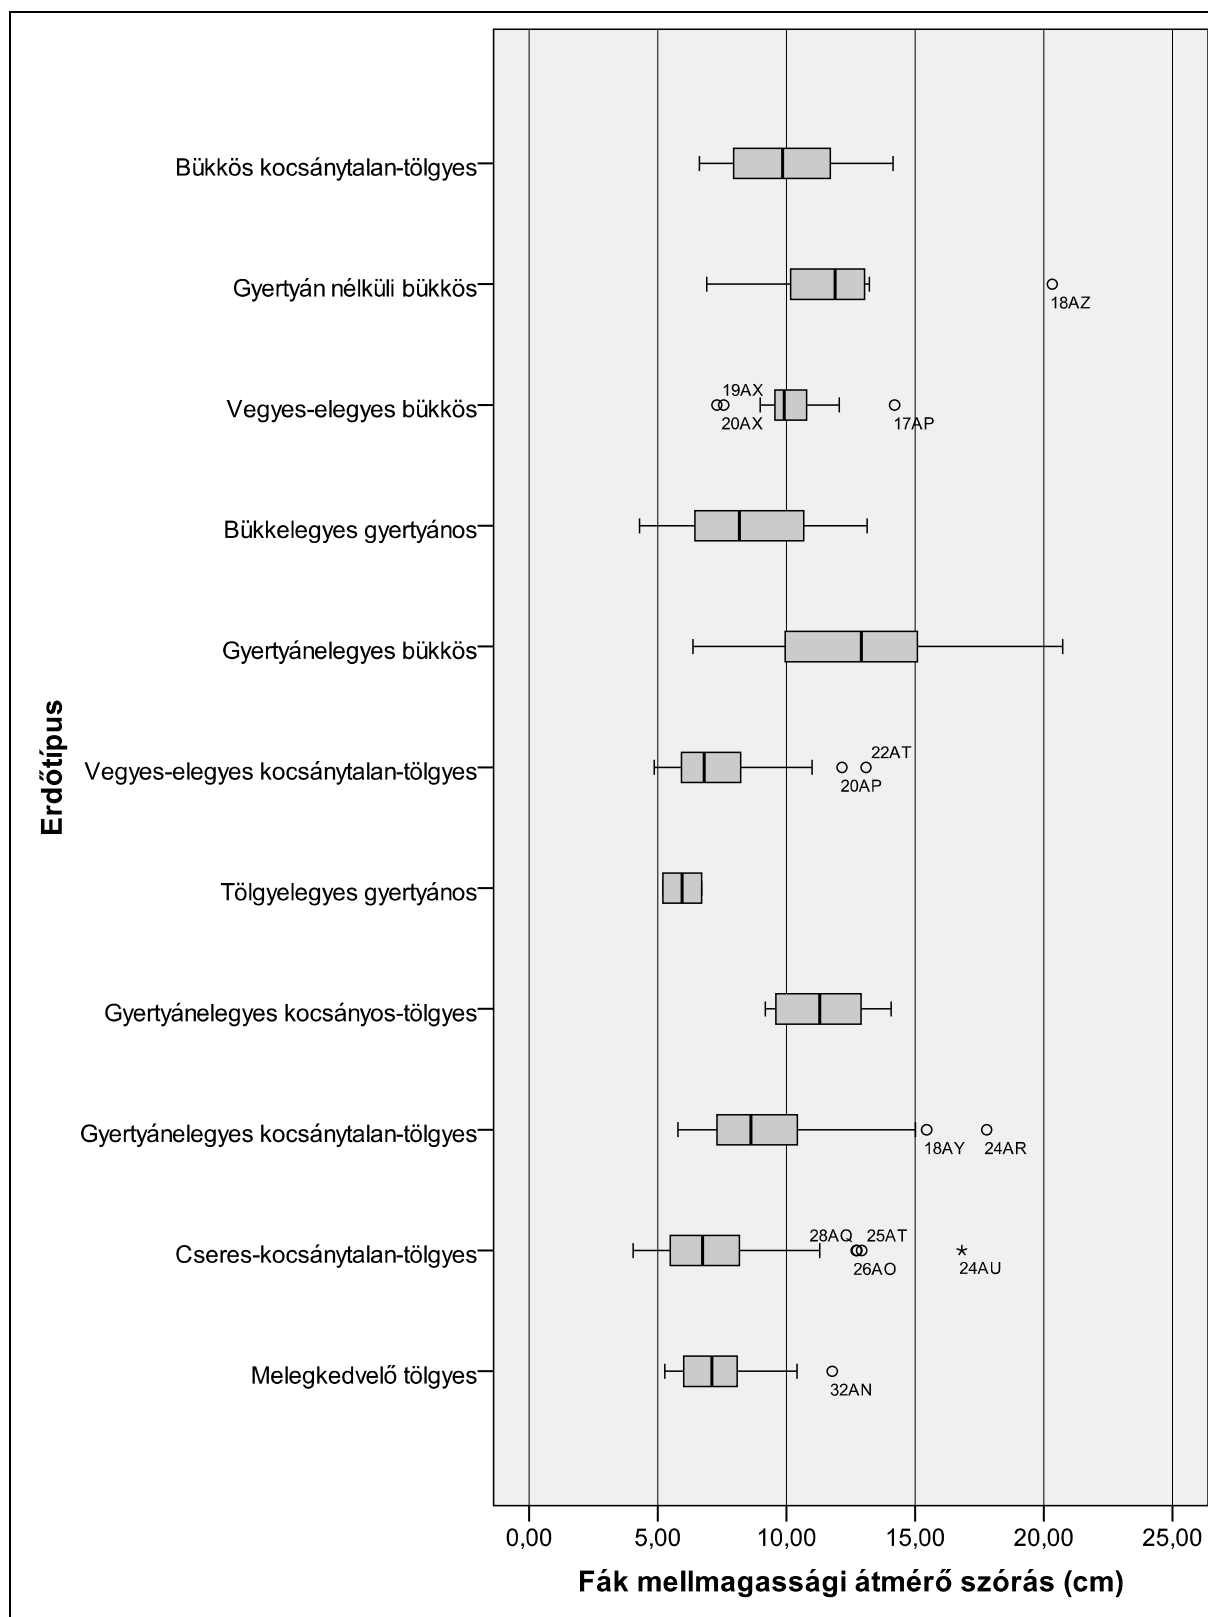 Bükkös kocsánytalan-tölgyes
Gyertyán nélküli bükkös
18AZ
19AX
Vegyes-elegyes bükkös
20AX
17AP
Bükkelegyes gyertyános
Gyertyánelegyes bükkös
Erdőtípus
22AT
Vegyes-elegyes kocsánytalan-tölgyes
20AP
Tölgyelegyes gyertyános
Gyertyánelegyes kocsányos-tölgyes
Gyertyánelegyes kocsánytalan-tölgyes
18AY
24AR
28AQ
25AT
Cseres-kocsánytalan-tölgyes
26AO
24AU
Melegkedvelő tölgyes
32AN
0,00 5,00 10,00 15,00 20,00 25,00
Fák mellmagassági átmérő szórás (cm)